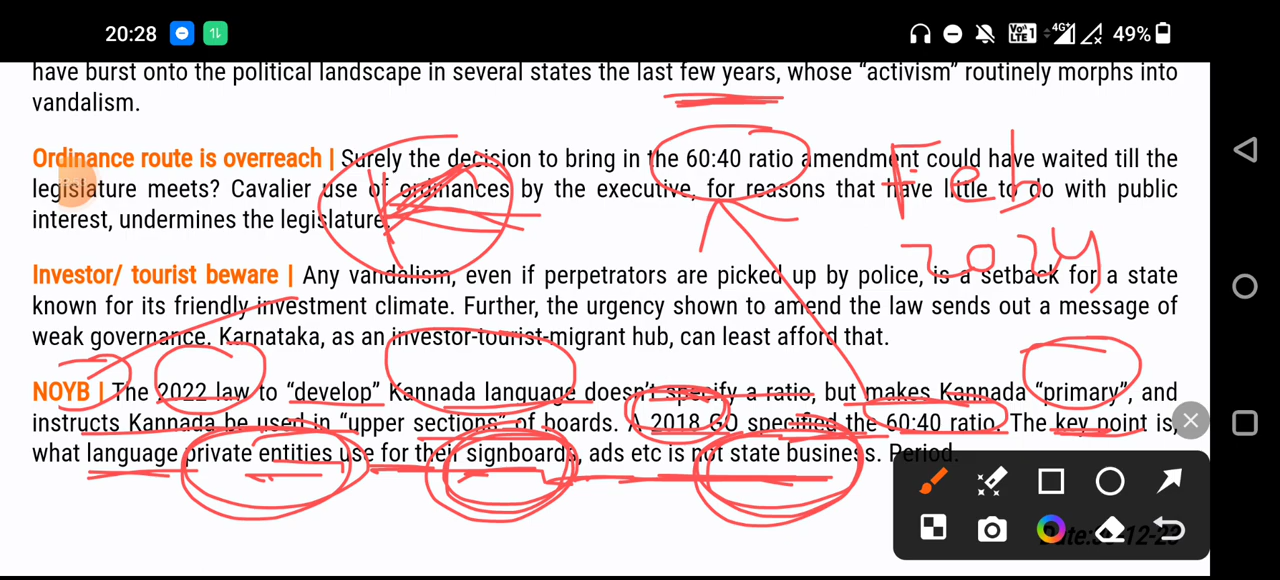 20:28
VoLTE1 4G+ 49%
have burst onto the political landscape in several states the last few years, whose “activism” routinely morphs into
vandalism.
Ordinance route is overreach | Surely the decision to bring in the 60:40 ratio amendment could have waited till the
legislature meets? Cavalier use of ordinances by the executive, for reasons that have little to do with public
interest, undermines the legislature.
Feb
2024
Investor/ tourist beware | Any vandalism, even if perpetrators are picked up by police, is a setback for a state
known for its friendly investment climate. Further, the urgency shown to amend the law sends out a message of
weak governance. Karnataka, as an investor-tourist-migrant hub, can least afford that.
NOYB | The 2022 law to “develop” Kannada language doesn’t specify a ratio, but makes Kannada “primary”, and
instructs Kannada be used in “upper sections” of boards. A 2018 GO specified the 60:40 ratio. The key point is,
what language private entities use for their signboards, ads etc is not state business. Period.
-12-23